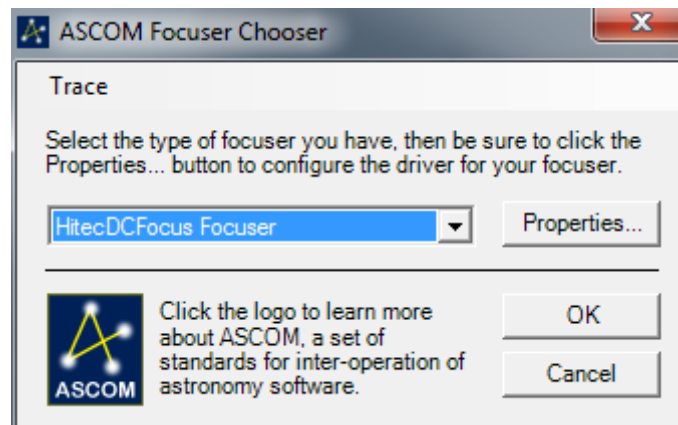 ASCOM Focuser Chooser
Trace
Select the type of focuser you have, then be sure to click the
Properties... button to configure the driver for your focuser.
HitecDCFocus Focuser
Properties...
Click the logo to learn more
about ASCOM, a set of
standards for inter-operation of
astronomy software.
ASCOM
OK
Cancel